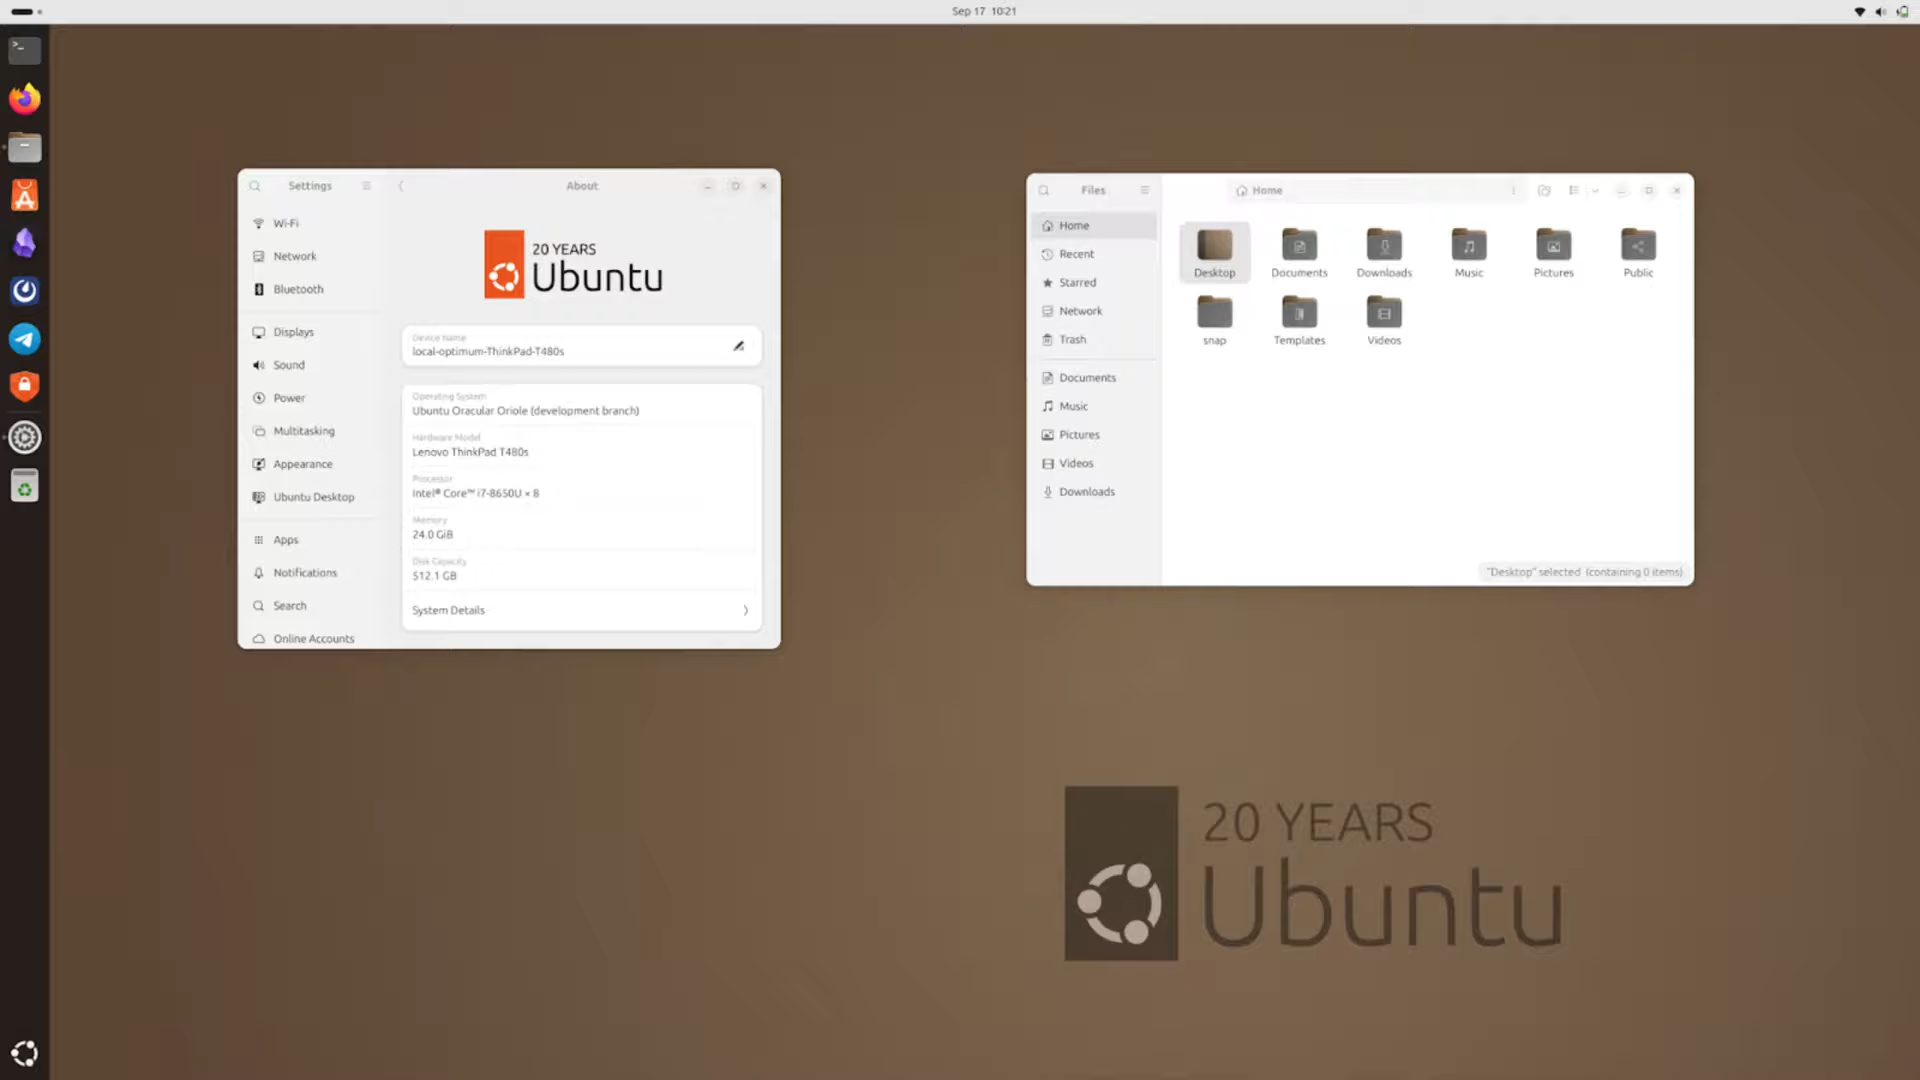 Sep 17 10:21
Settings
About
Wi-Fi
Network
Bluetooth
Displays
Sound
Power
Multitasking
Appearance
Ubuntu Desktop
Apps
Notifications
Search
Online Accounts
20 YEARS
Ubuntu
Device Name
local-optimum-ThinkPad-T480s
Operating System
Ubuntu Oracular Oriole (development branch)
Hardware Model
Lenovo ThinkPad T480s
Processor
Intel® Core™ i7-8650U × 8
Memory
24.0 GiB
Disk Capacity
512.1 GB
System Details
Files
Home
Home
Recent
Starred
Network
Trash
Documents
Music
Pictures
Videos
Downloads
Desktop
Documents
Downloads
Music
Pictures
Public
snap
Templates
Videos
"Desktop" selected (containing 0 items)
20 YEARS
Ubuntu